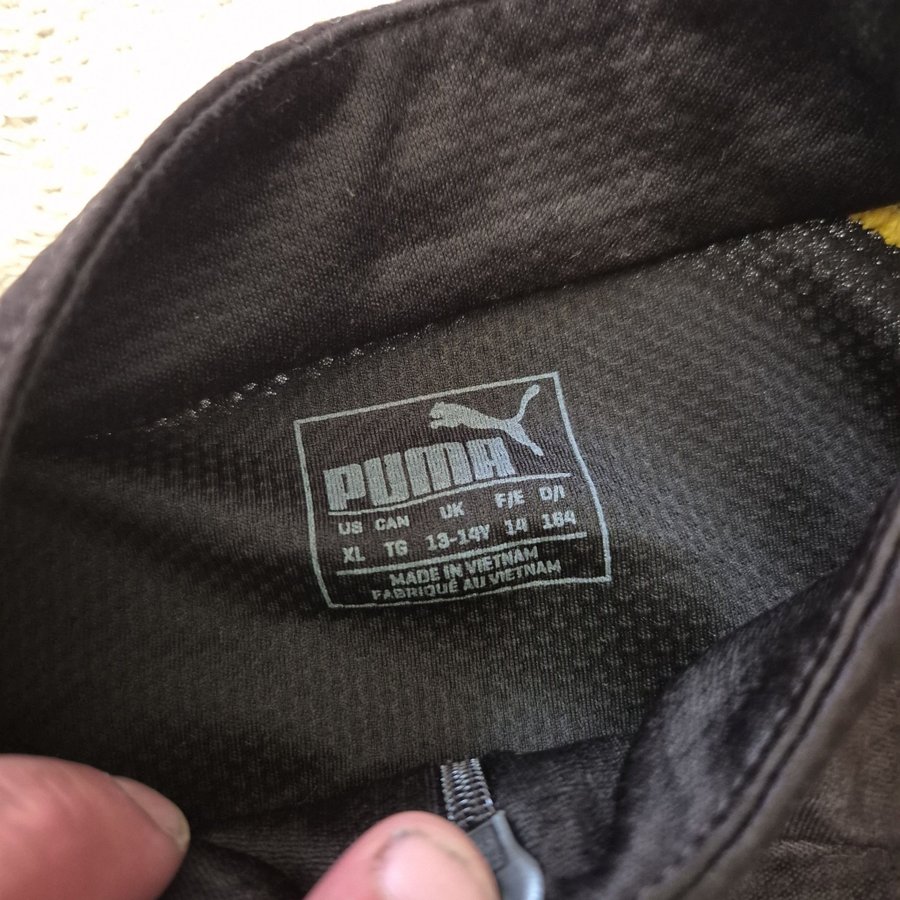 PUMA
US CAN UK F/E D/I
XL TG 13-14Y 14 164
MADE IN VIETNAM
FABRIQUÉ AU VIETNAM